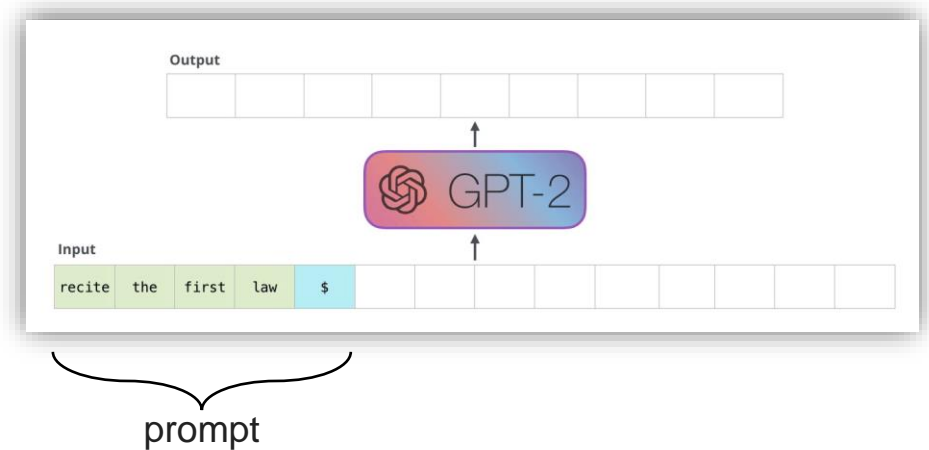 Output
GPT-2
Input
recite the first law $
prompt